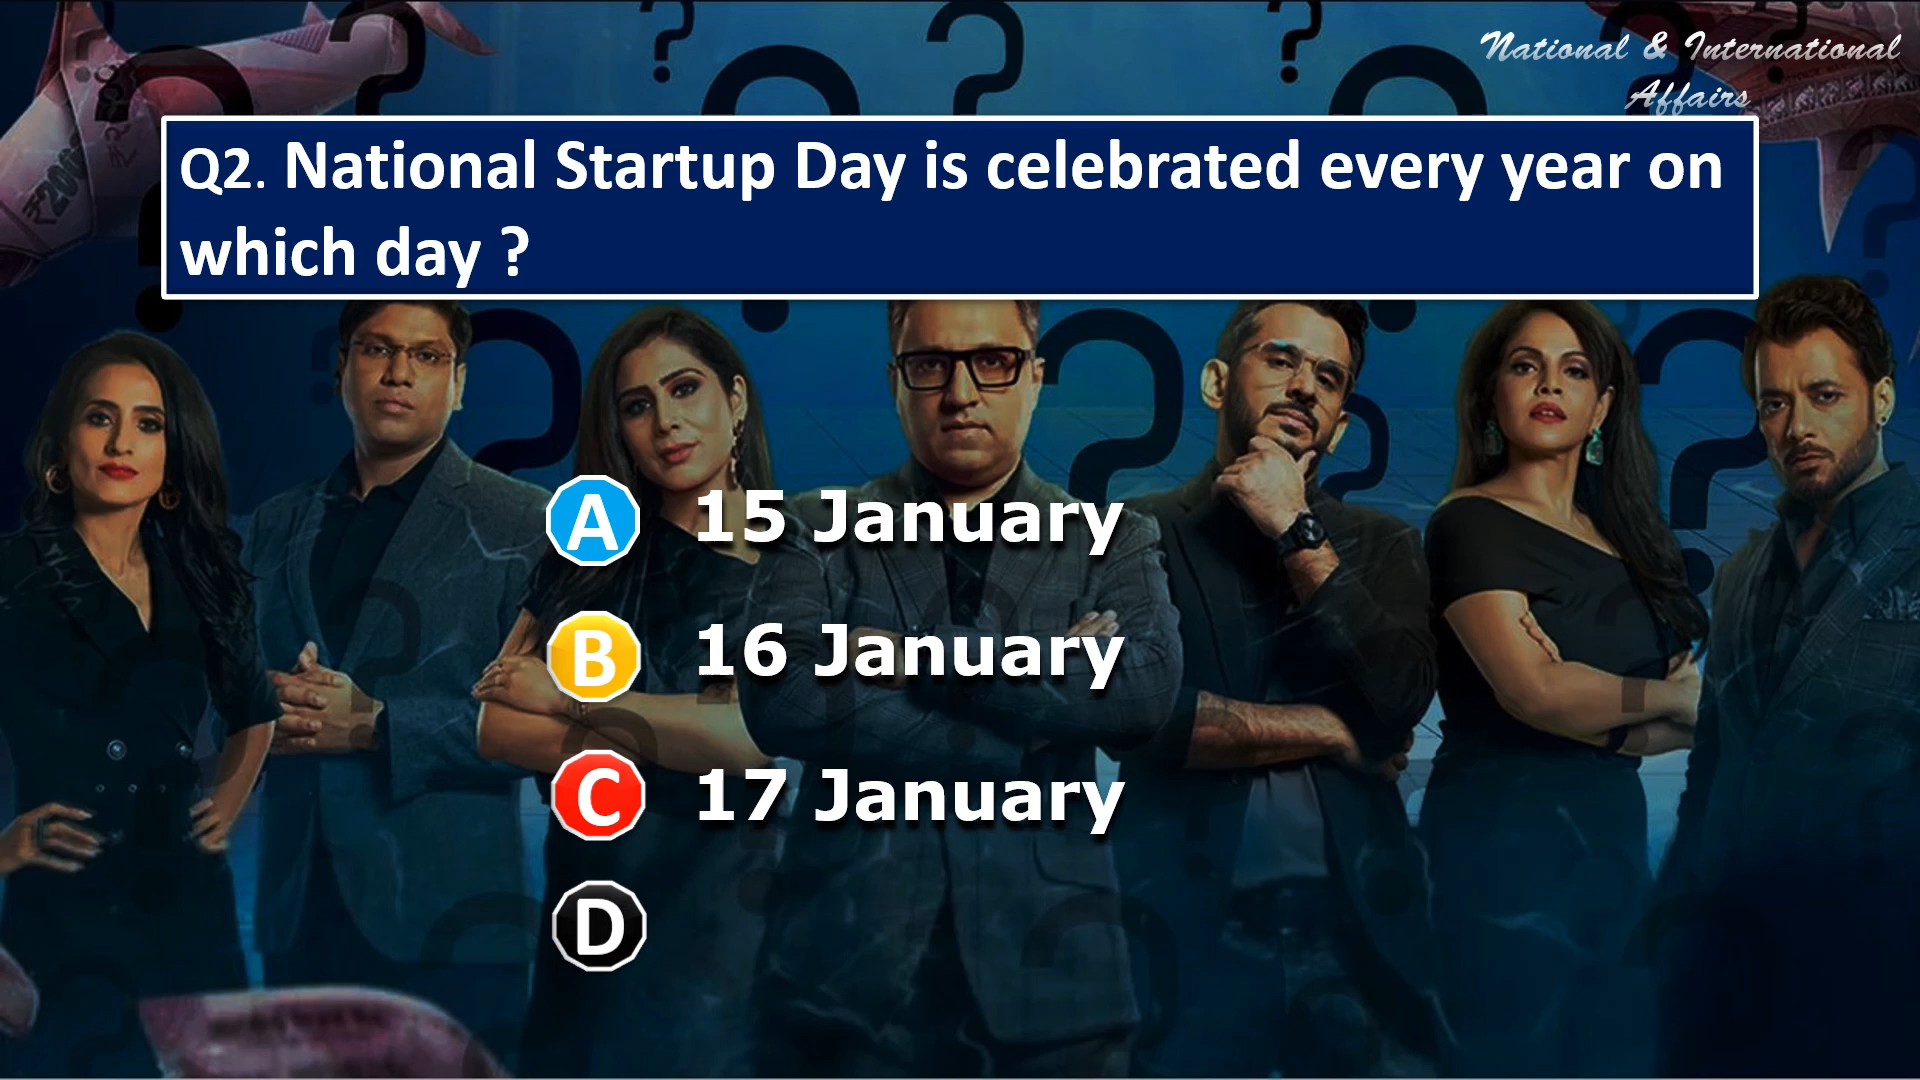 National & International
Affairs
Q2. National Startup Day is celebrated every year on
which day ?
A 15 January
B 16 January
C 17 January
D
₹200